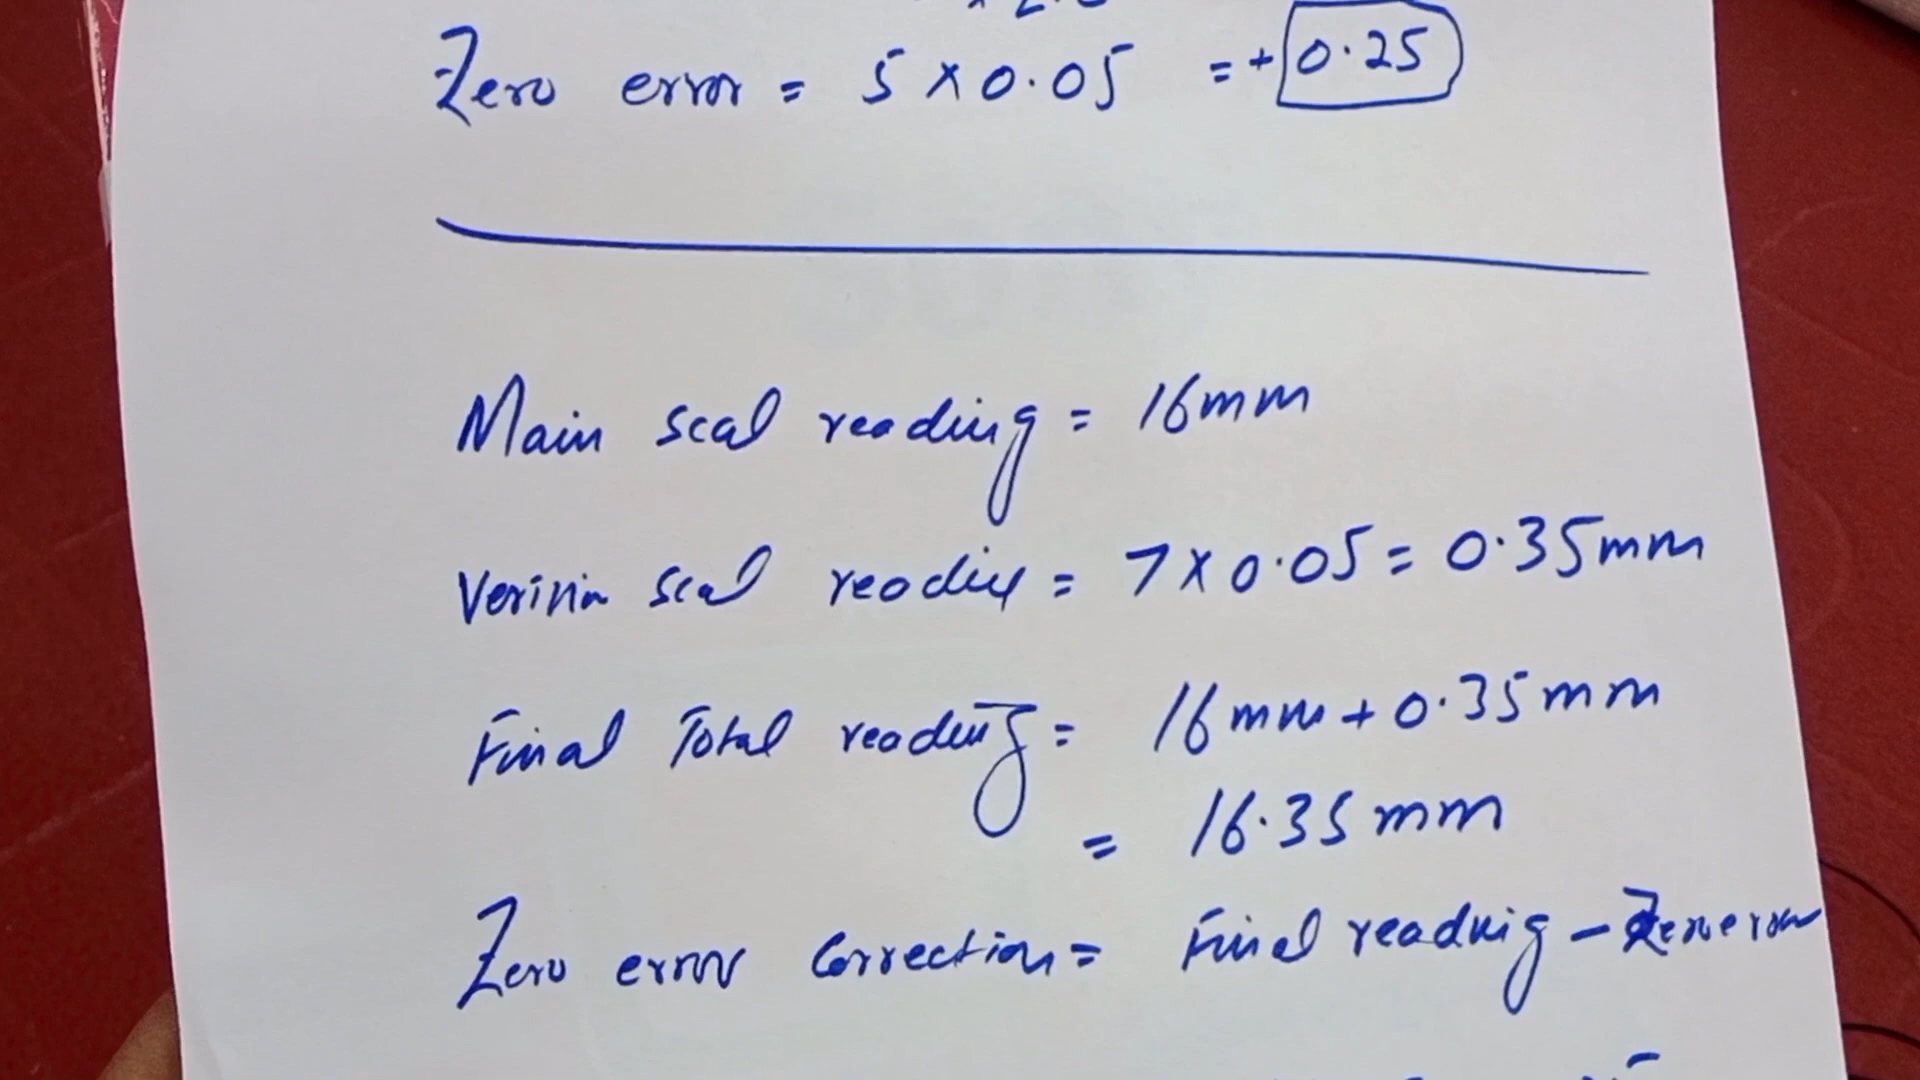 Zero error = 5 × 0.05 = + 0.25
Main scal reading = 16mm
Verinin scal reading = 7 × 0.05 = 0.35mm
Final Total reading = 16mm + 0.35mm
= 16.35mm
Zero error Correction = Final reading - Zero error